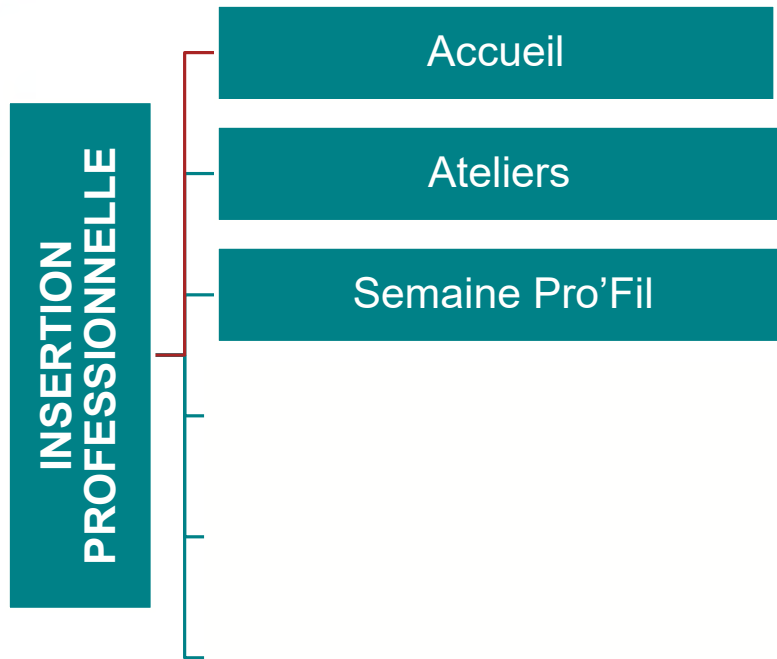 INSERTION
PROFESSIONNELLE
Accueil
Ateliers
Semaine Pro’Fil